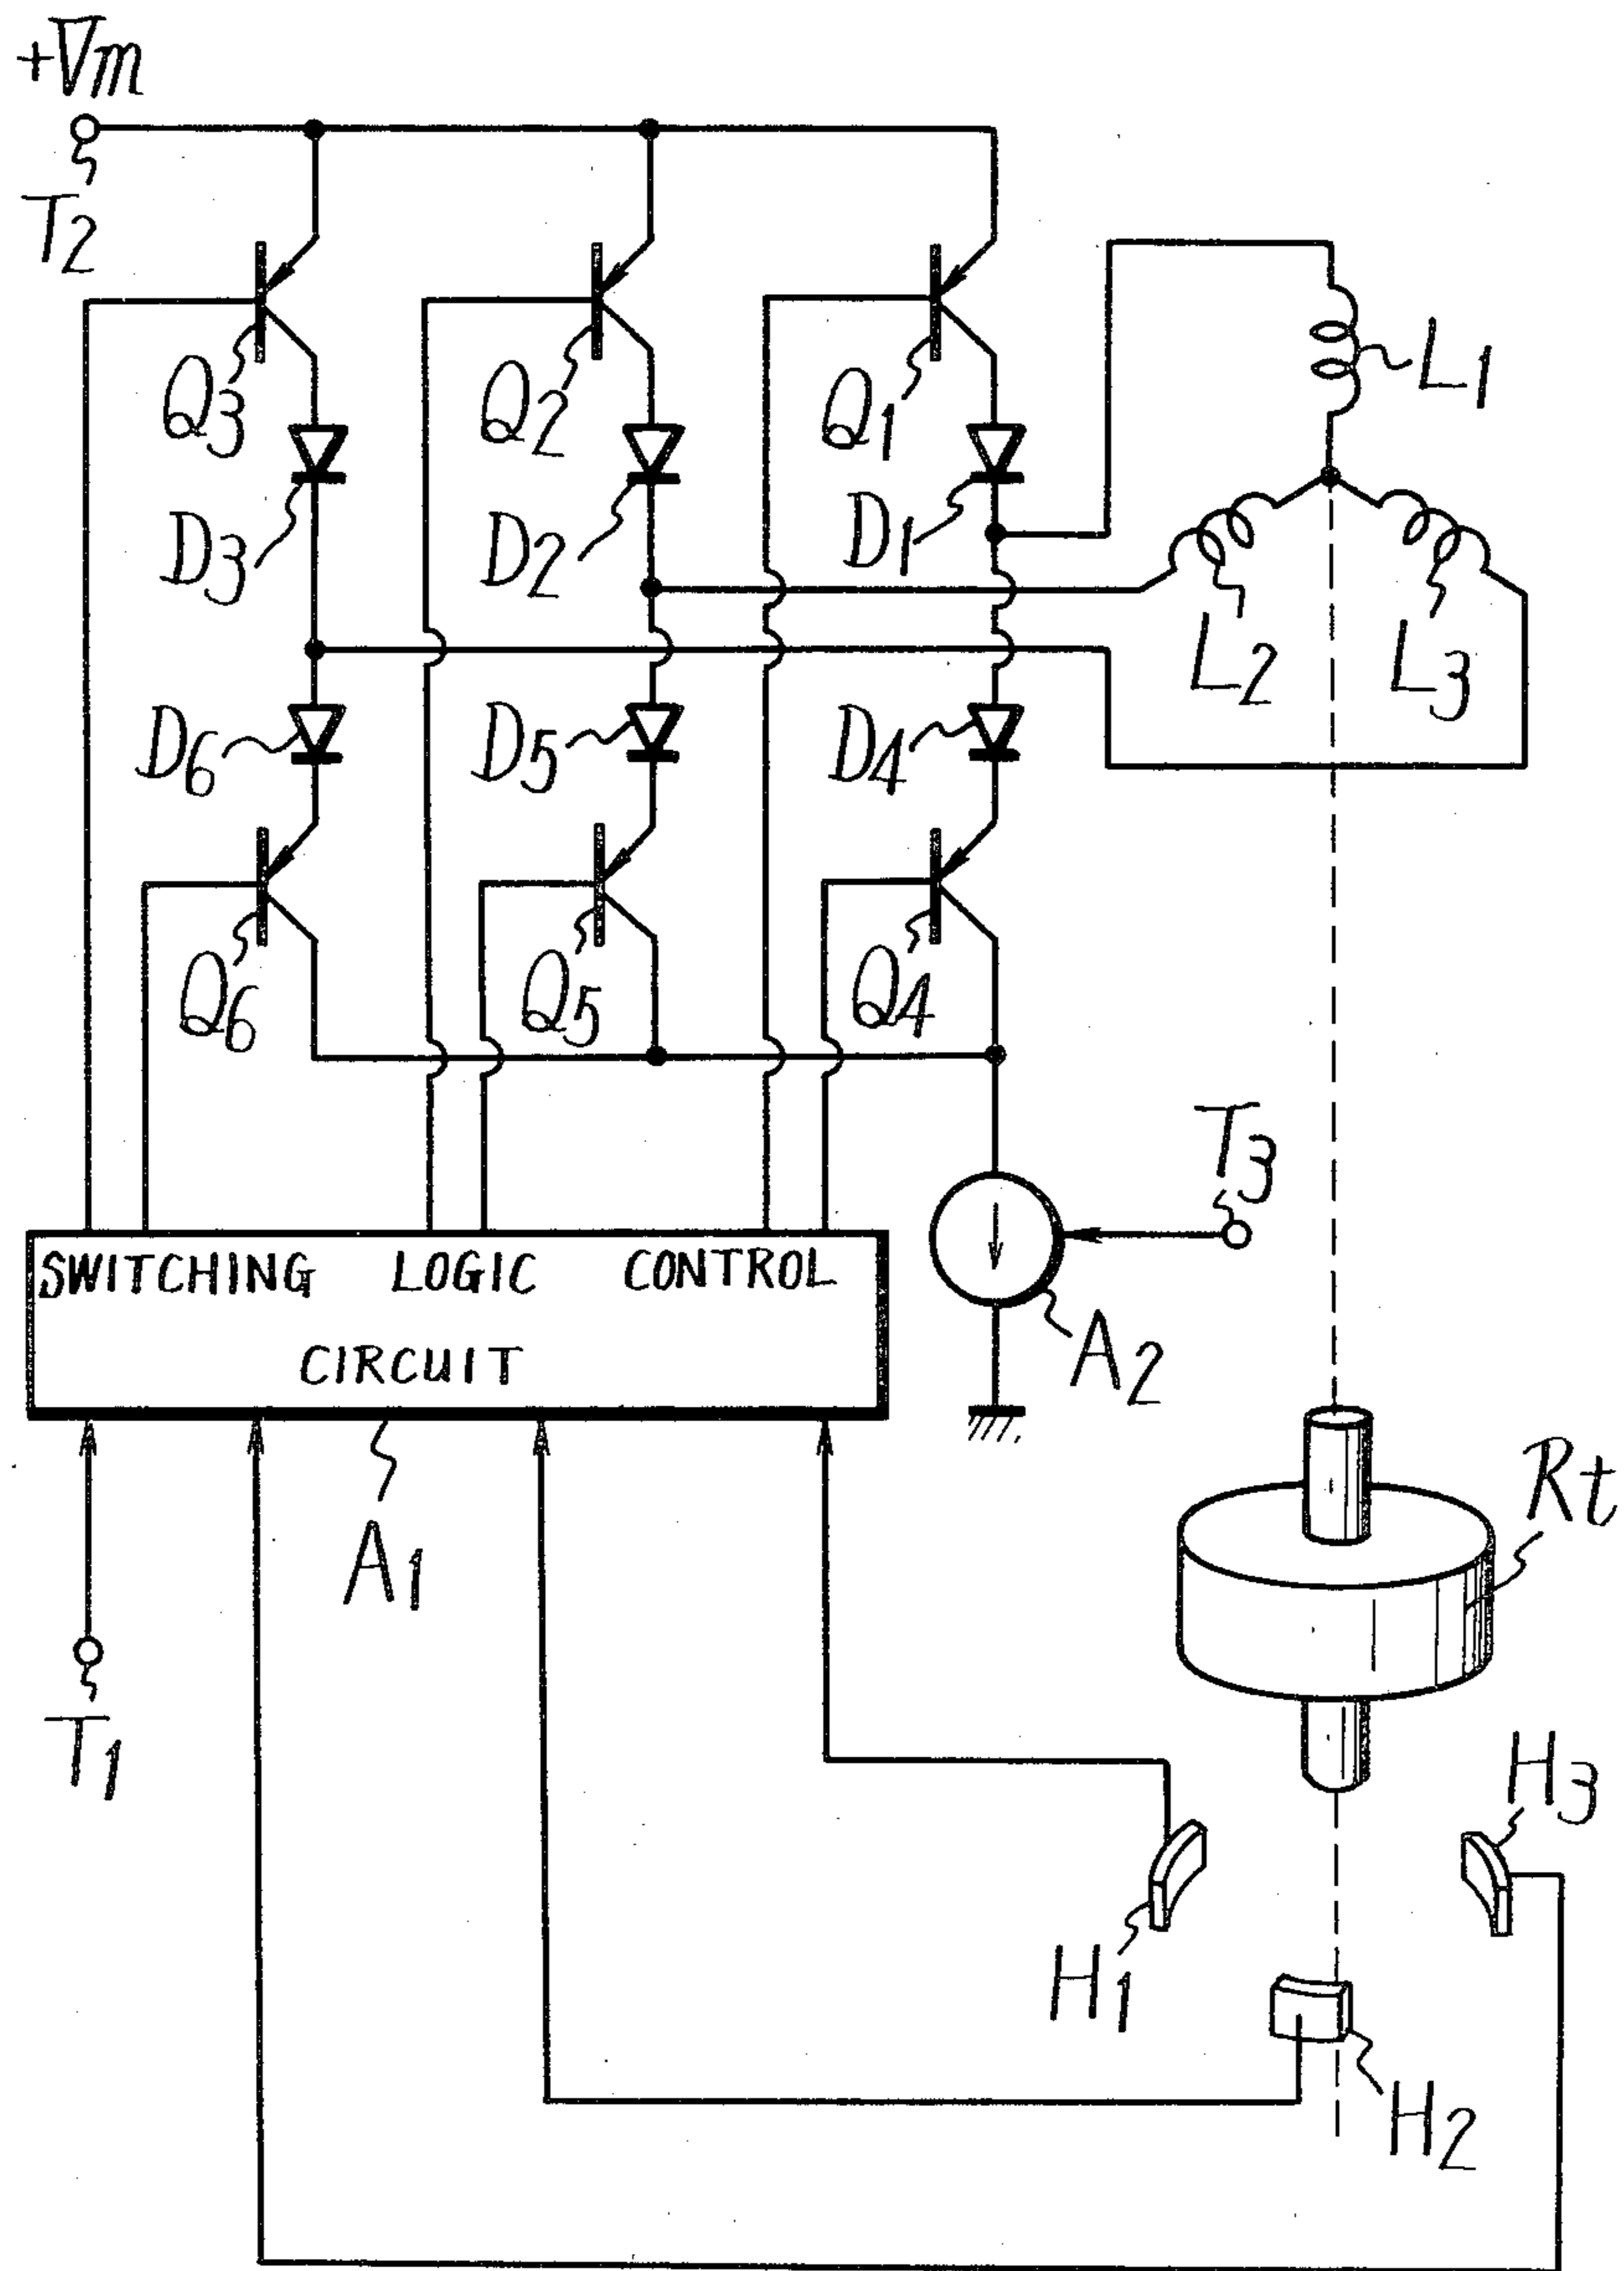 +Vm
T2
Q3
Q2
Q1
L1
D3
D2
D1
L2
L3
D6
D5
D4
Q6
Q5
Q4
T3
SWITCHING LOGIC CONTROL
CIRCUIT
A2
Rt
A1
T1
H3
H1
H2